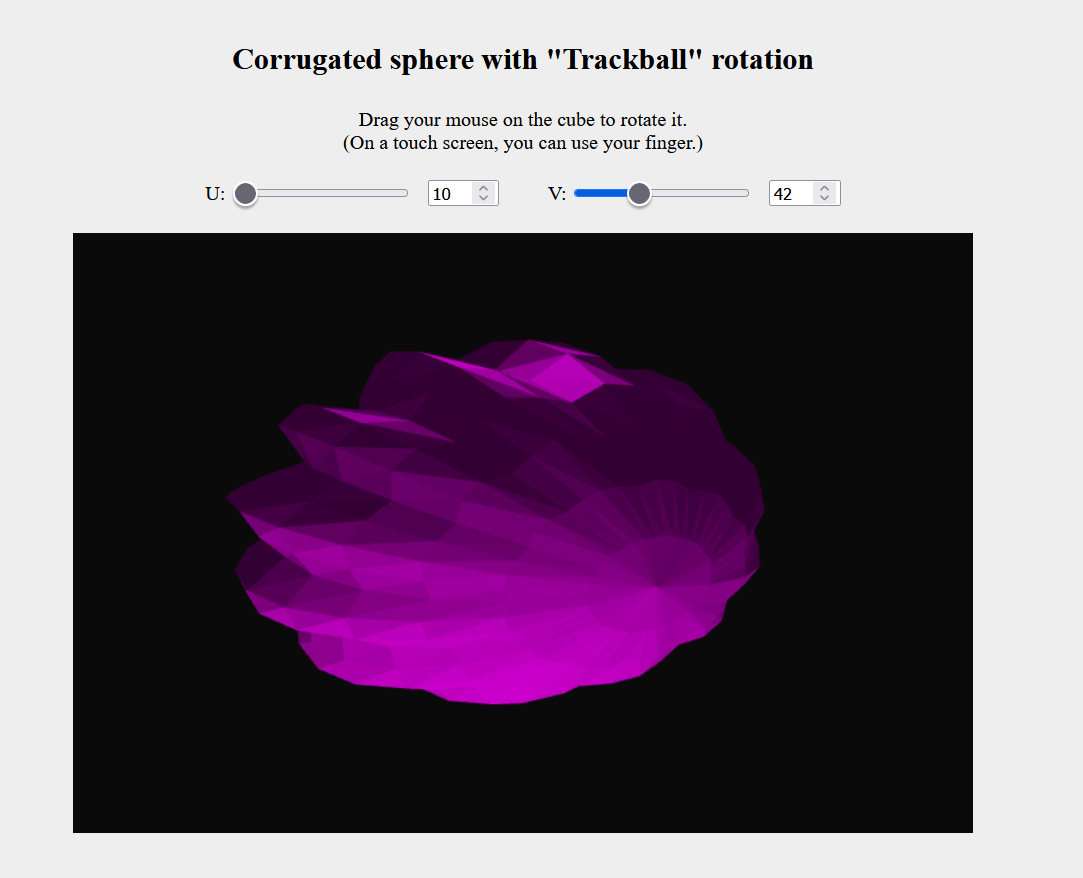 Corrugated sphere with "Trackball" rotation
Drag your mouse on the cube to rotate it.
(On a touch screen, you can use your finger.)
U: 10 V: 42